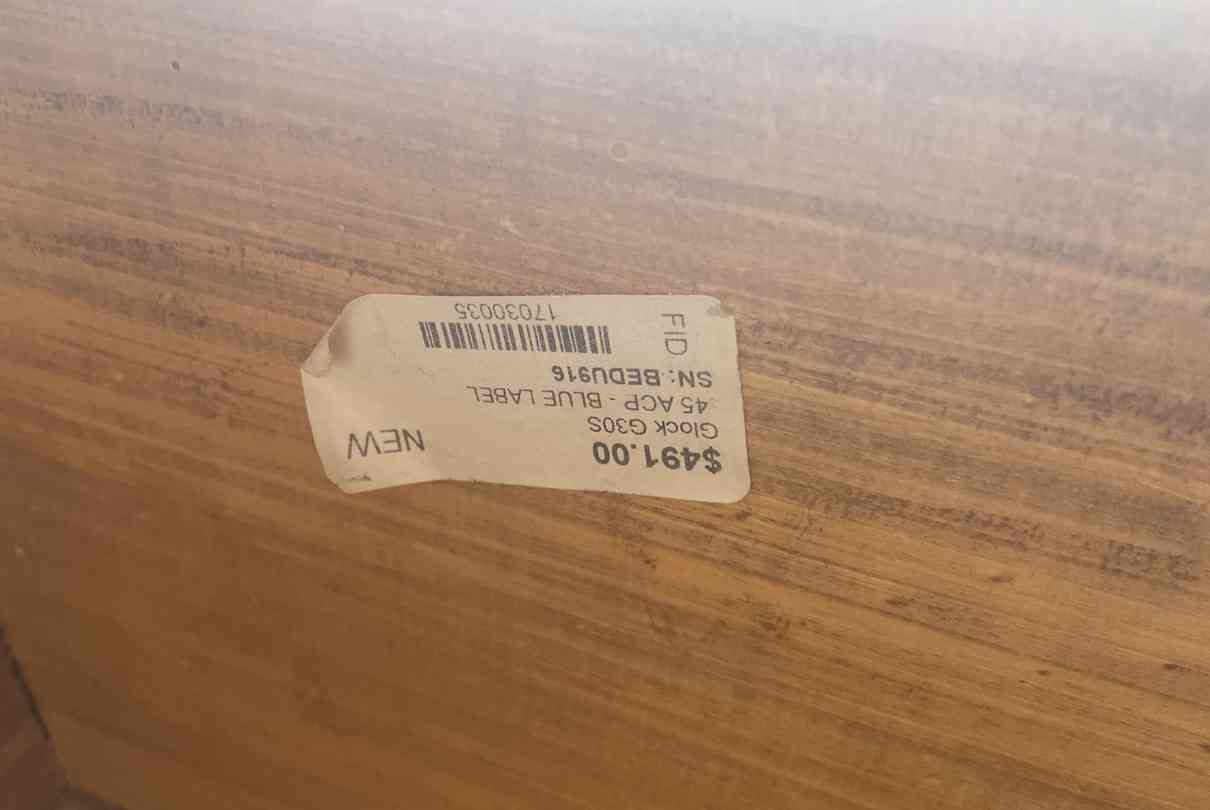 $491.00
Glock G30S
NEW
45 ACP - BLUE LABEL
SN: BEDU916
FID
17030035